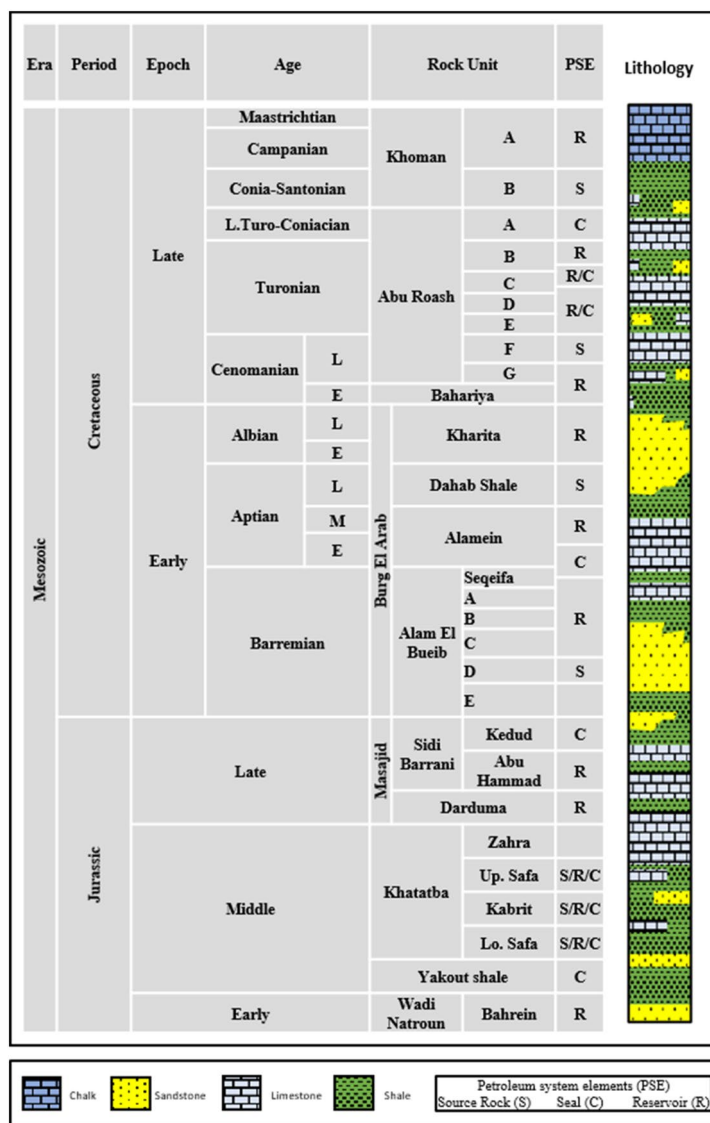 Era Period Epoch Age Rock Unit PSE Lithology
Maastrichtian
Campanian
Khoman
A
R
Conia-Santonian
B
S
Late
L.Turo-Coniacian
A
C
Turonian
Abu Roash
B
R
C
R/C
D
R/C
E
Cenomanian
L
F
S
G
R
E
Bahariya
Cretaceous
Mesozoic
Early
Albian
L
E
Burg El Arab
Kharita
R
Aptian
L
Dahab Shale
S
M
Alamein
R
E
C
Barremian
Alam El
Bueib
Seqeifa
A
B
C
R
D
S
E
Jurassic
Late
Masajid
Sidi
Barrani
Kedud
C
Abu
Hammad
R
Darduma
R
Middle
Khatatba
Zahra
Up. Safa
S/R/C
Kabrit
S/R/C
Lo. Safa
S/R/C
Yakout shale
C
Early
Wadi
Natroun
Bahrein
R
Chalk Sandstone Limestone Shale
Petroleum system elements (PSE)
Source Rock (S) Seal (C) Reservoir (R)